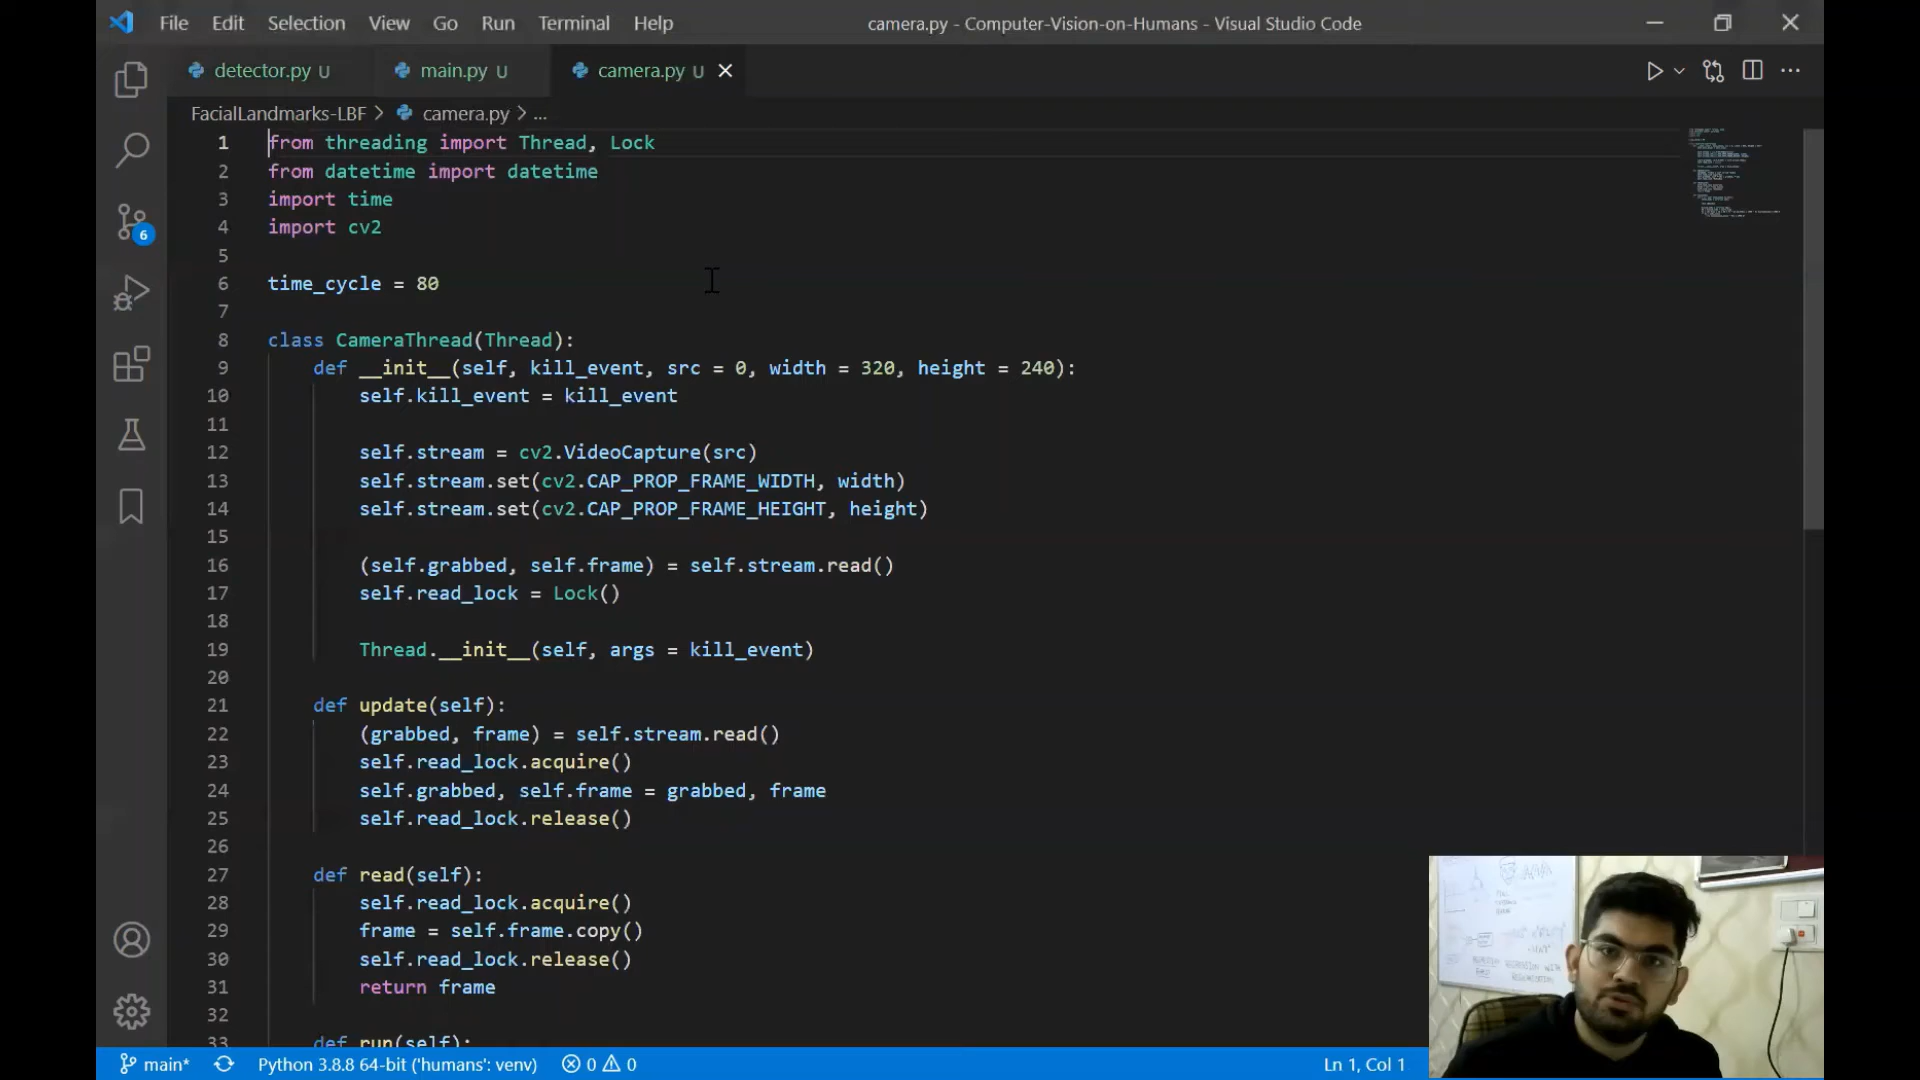 File Edit Selection View Go Run Terminal Help camera.py - Computer-Vision-on-Humans - Visual Studio Code
detector.py U main.py U camera.py U
FacialLandmarks-LBF > camera.py > ...
1 from threading import Thread, Lock
2 from datetime import datetime
3 import time
4 import cv2
5
6 time_cycle = 80
7
8 class CameraThread(Thread):
9 def __init__(self, kill_event, src = 0, width = 320, height = 240):
10 self.kill_event = kill_event
11
12 self.stream = cv2.VideoCapture(src)
13 self.stream.set(cv2.CAP_PROP_FRAME_WIDTH, width)
14 self.stream.set(cv2.CAP_PROP_FRAME_HEIGHT, height)
15
16 (self.grabbed, self.frame) = self.stream.read()
17 self.read_lock = Lock()
18
19 Thread.__init__(self, args = kill_event)
20
21 def update(self):
22 (grabbed, frame) = self.stream.read()
23 self.read_lock.acquire()
24 self.grabbed, self.frame = grabbed, frame
25 self.read_lock.release()
26
27 def read(self):
28 self.read_lock.acquire()
29 frame = self.frame.copy()
30 self.read_lock.release()
31 return frame
32
33 def run(self):
6
main* Python 3.8.8 64-bit ('humans': venv) 0 0 Ln 1, Col 1